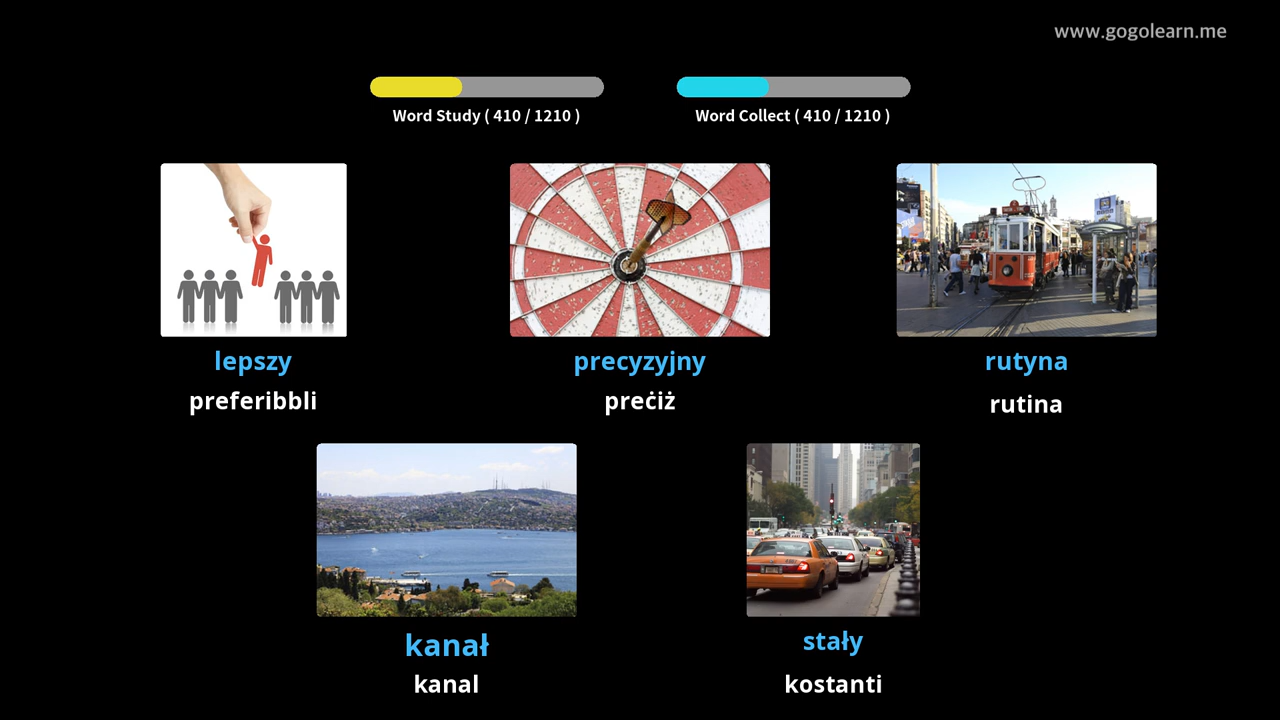 www.gogolearn.me
Word Study ( 410 / 1210 )
Word Collect ( 410 / 1210 )
lepszy
preferibbli
precyzyjny
preċiż
rutyna
rutina
kanał
kanal
stały
kostanti